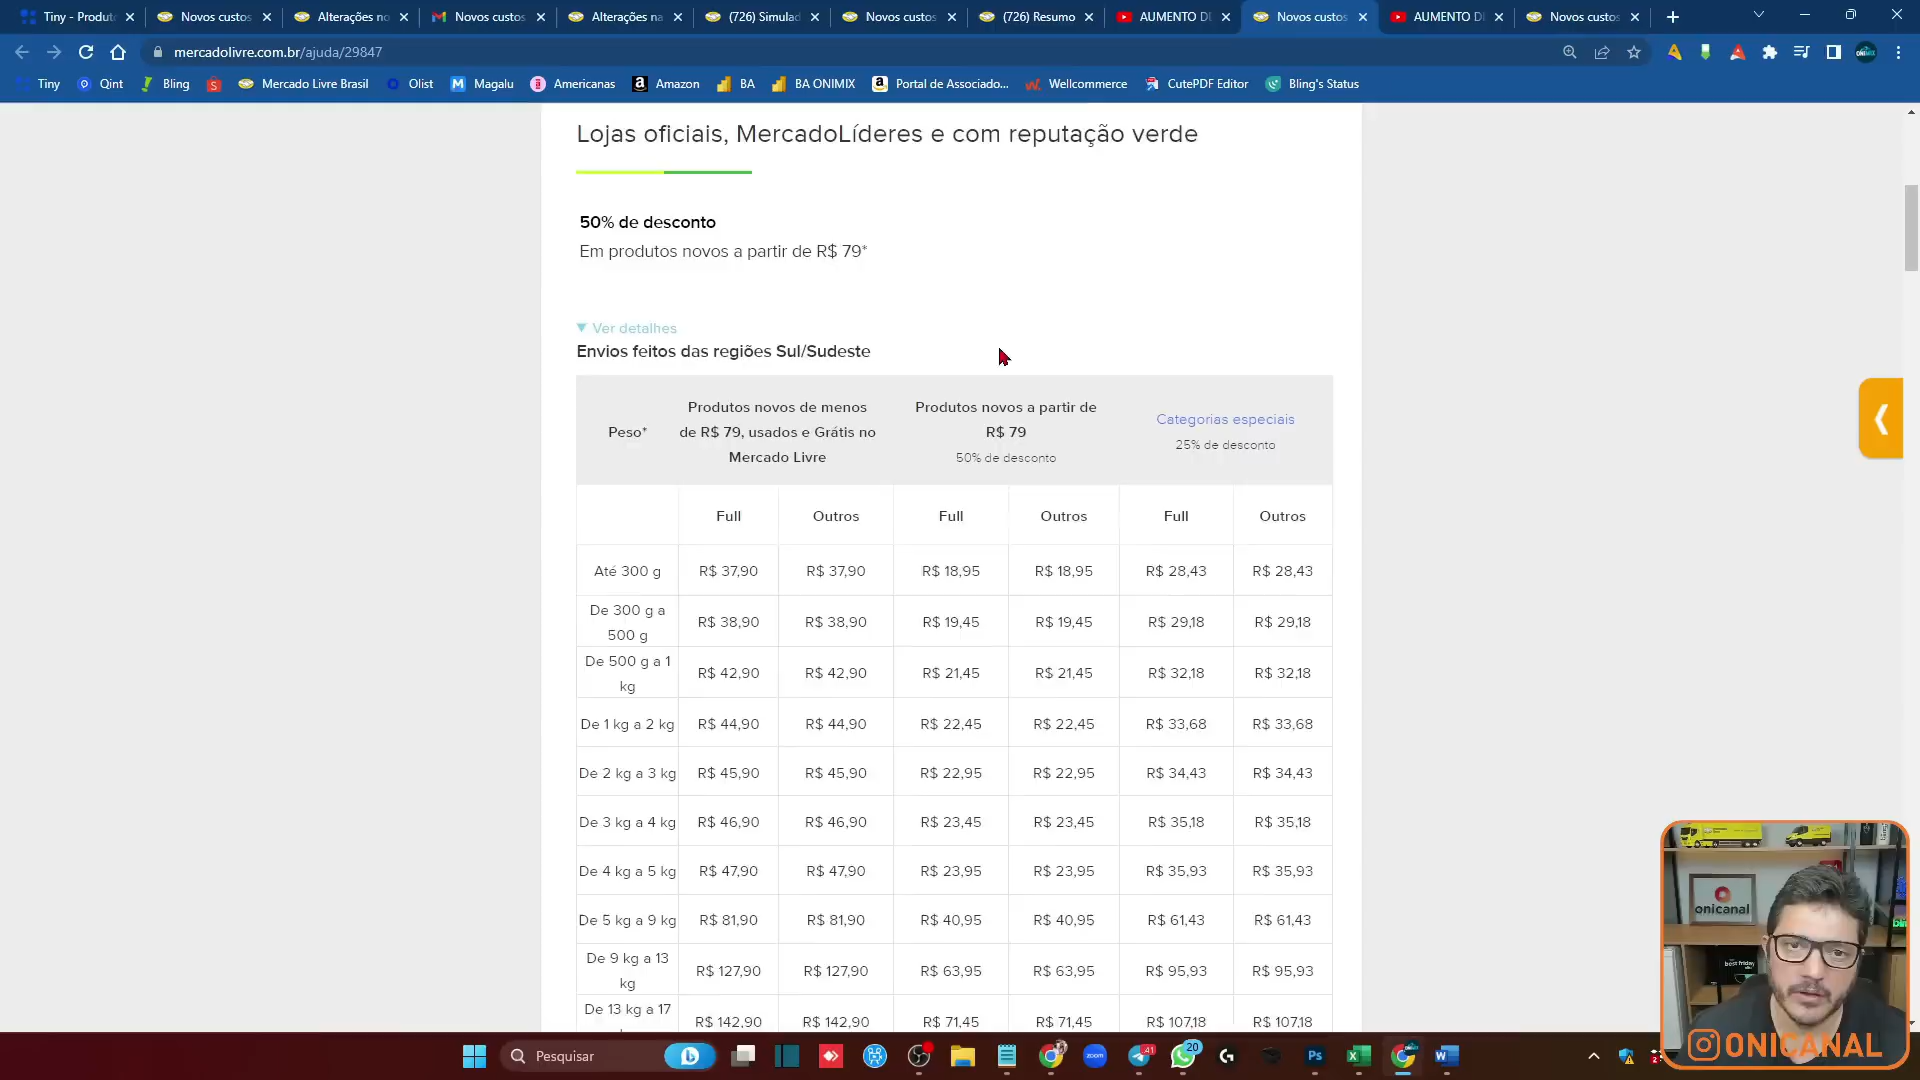 Tiny - Produt
Novos custos
Alterações no
Novos custos
Alterações na
(726) Simulad
Novos custos
(726) Resumo
AUMENTO D
Novos custos
AUMENTO D
Novos custos
mercadolivre.com.br/ajuda/29847
Tiny
Qint
Bling
Mercado Livre Brasil
Olist
Magalu
Americanas
Amazon
BA
BA ONIMIX
Portal de Associado...
Wellcommerce
CutePDF Editor
Bling's Status
Lojas oficiais, MercadoLíderes e com reputação verde
50% de desconto
Em produtos novos a partir de R$ 79*
▼ Ver detalhes
Envios feitos das regiões Sul/Sudeste
Peso*
Produtos novos de menos
de R$ 79, usados e Grátis no
Mercado Livre
Produtos novos a partir de
R$ 79
50% de desconto
Categorias especiais
25% de desconto
Full Outros Full Outros Full Outros
Até 300 g R$ 37,90 R$ 37,90 R$ 18,95 R$ 18,95 R$ 28,43 R$ 28,43
De 300 g a
500 g R$ 38,90 R$ 38,90 R$ 19,45 R$ 19,45 R$ 29,18 R$ 29,18
De 500 g a 1
kg R$ 42,90 R$ 42,90 R$ 21,45 R$ 21,45 R$ 32,18 R$ 32,18
De 1 kg a 2 kg R$ 44,90 R$ 44,90 R$ 22,45 R$ 22,45 R$ 33,68 R$ 33,68
De 2 kg a 3 kg R$ 45,90 R$ 45,90 R$ 22,95 R$ 22,95 R$ 34,43 R$ 34,43
De 3 kg a 4 kg R$ 46,90 R$ 46,90 R$ 23,45 R$ 23,45 R$ 35,18 R$ 35,18
De 4 kg a 5 kg R$ 47,90 R$ 47,90 R$ 23,95 R$ 23,95 R$ 35,93 R$ 35,93
De 5 kg a 9 kg R$ 81,90 R$ 81,90 R$ 40,95 R$ 40,95 R$ 61,43 R$ 61,43
De 9 kg a 13
kg R$ 127,90 R$ 127,90 R$ 63,95 R$ 63,95 R$ 95,93 R$ 95,93
De 13 kg a 17
R$ 142,90 R$ 142,90 R$ 71,45 R$ 71,45 R$ 107,18 R$ 107,18
onicanal
best friday
ONICANAL
Pesquisar
zoom
41
20
Ps